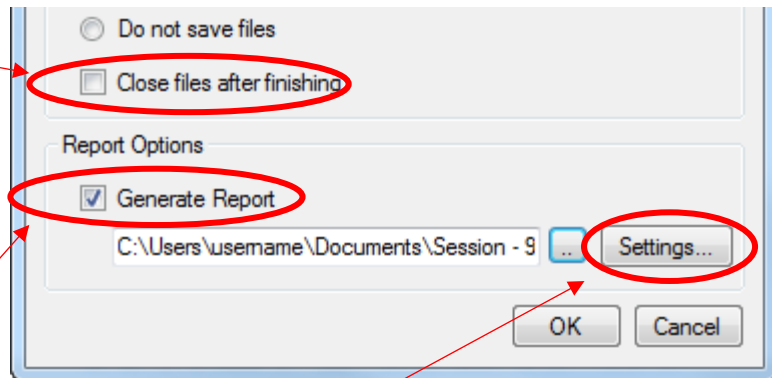 Do not save files
Close files after finishing
Report Options
Generate Report
C:\Users\username\Documents\Session - 9 .. Settings...
OK Cancel